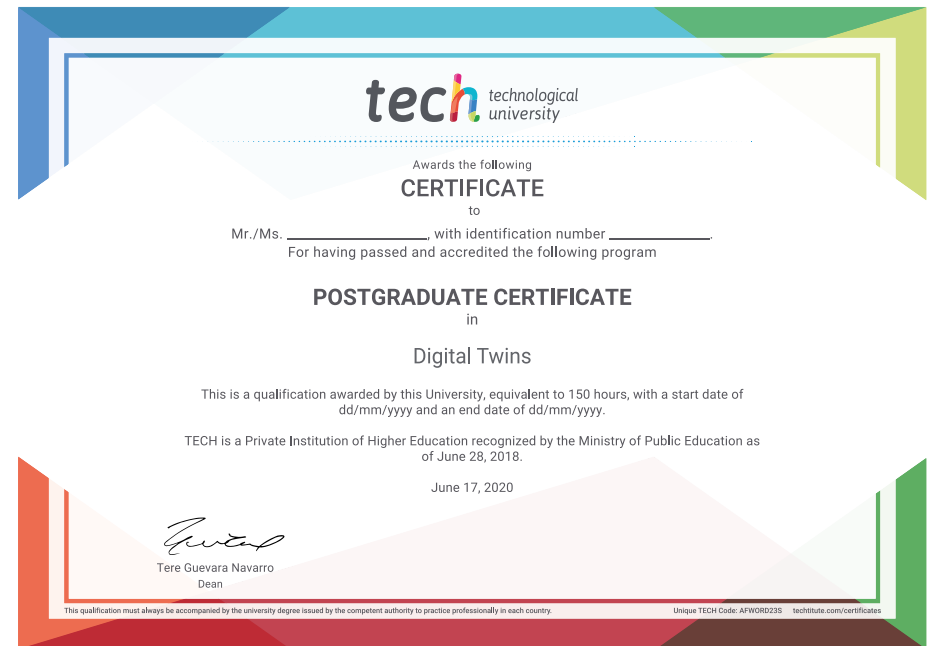 tech technological
university
Awards the following
CERTIFICATE
to
Mr./Ms. ____________________, with identification number ______________.
For having passed and accredited the following program
POSTGRADUATE CERTIFICATE
in
Digital Twins
This is a qualification awarded by this University, equivalent to 150 hours, with a start date of
dd/mm/yyyy and an end date of dd/mm/yyyy.
TECH is a Private Institution of Higher Education recognized by the Ministry of Public Education as
of June 28, 2018.
June 17, 2020
Tere Guevara Navarro
Dean
This qualification must always be accompanied by the university degree issued by the competent authority to practice professionally in each country.
Unique TECH Code: AFWORD23S techtitute.com/certificates